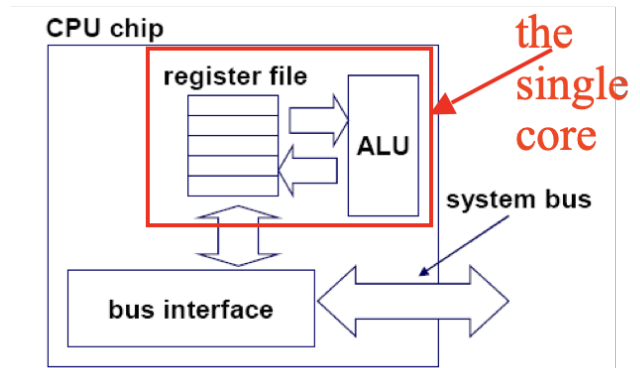 CPU chip
the
single
core
register file
ALU
system bus
bus interface